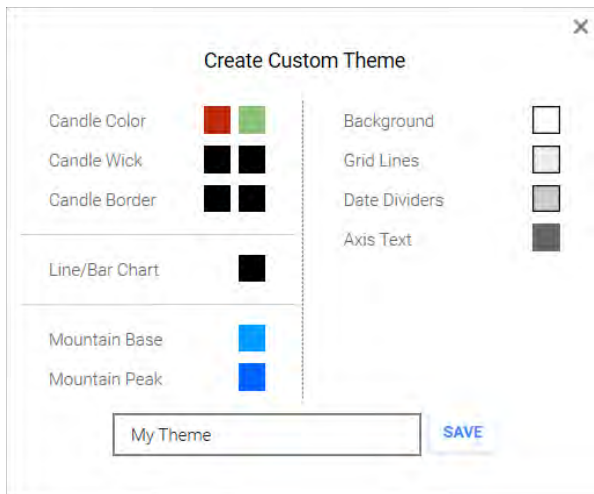 Create Custom Theme
Candle Color
Candle Wick
Candle Border
Line/Bar Chart
Mountain Base
Mountain Peak
Background
Grid Lines
Date Dividers
Axis Text
My Theme
SAVE